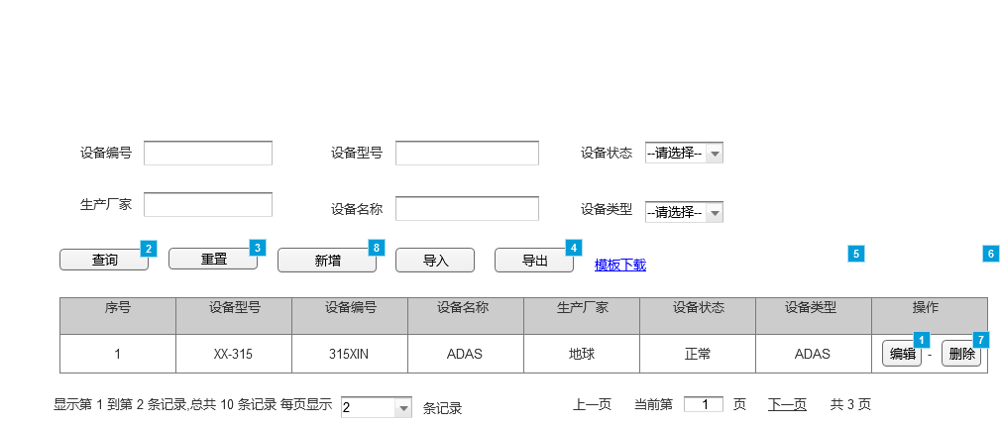 设备编号 设备型号 设备状态 --请选择--
生产厂家 设备名称 设备类型 --请选择--
查询 2 重置 3 新增 8 导入 导出 4 模板下载 5 6
序号 设备型号 设备编号 设备名称 生产厂家 设备状态 设备类型 操作
1 XX-315 315XIN ADAS 地球 正常 ADAS 编辑 1 - 删除 7
显示第 1 到第 2 条记录,总共 10 条记录 每页显示 2 条记录 上一页 当前第 1 页 下一页 共 3 页